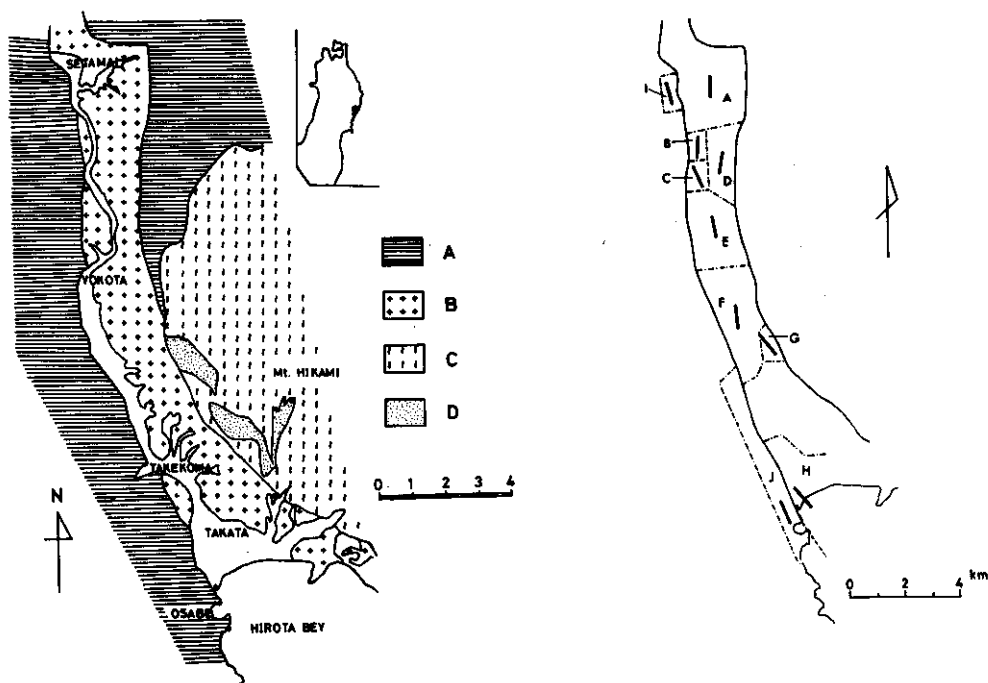 SETAMAI
YOKOTA
Mt. HIKAMI
TAKEKOMA
TAKATA
OSABE
HIROTA BEY
N
A
B
C
D
0 1 2 3 4
I
A
B
C
D
E
F
G
H
J
0 2 4 km